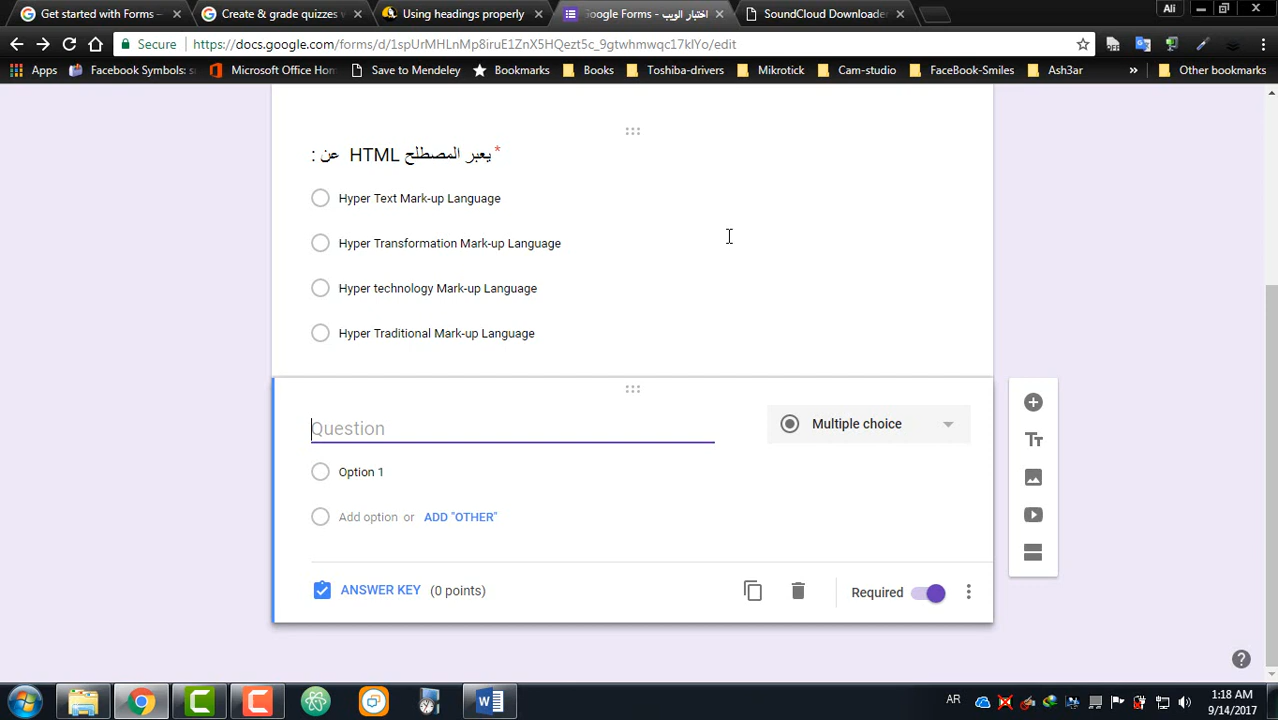 Get started with Forms –
Create & grade quizzes w
Using headings properly
اختبار الويب - Google Forms
SoundCloud Downloader
Ali
Secure
https://docs.google.com/forms/d/1spUrMHLnMp8iruE1ZnX5HQezt5c_9gtwhmwqc17kIYo/edit
Apps
Facebook Symbols: s
Microsoft Office Hom
Save to Mendeley
Bookmarks
Books
Toshiba-drivers
Mikrotick
Cam-studio
FaceBook-Smiles
Ash3ar
»
Other bookmarks
يعبر المصطلح HTML عن : *
Hyper Text Mark-up Language
Hyper Transformation Mark-up Language
Hyper technology Mark-up Language
Hyper Traditional Mark-up Language
Question
Multiple choice
Option 1
Add option or ADD "OTHER"
ANSWER KEY (0 points)
Required
AR
1:18 AM
9/14/2017